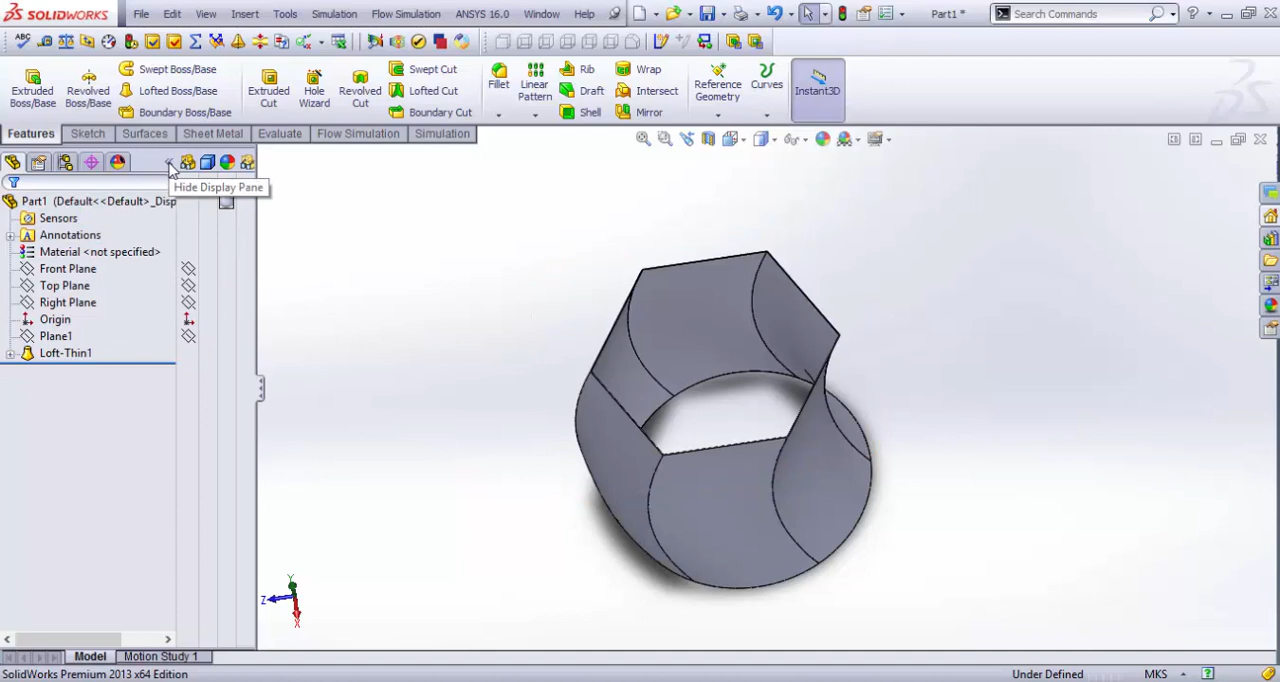 SOLIDWORKS File Edit View Insert Tools Simulation Flow Simulation ANSYS 16.0 Window Help Part1 * Search Commands
ABC
Extruded Boss/Base
Revolved Boss/Base
Swept Boss/Base
Lofted Boss/Base
Boundary Boss/Base
Extruded Cut
Hole Wizard
Revolved Cut
Swept Cut
Lofted Cut
Boundary Cut
Fillet
Linear Pattern
Rib
Draft
Shell
Wrap
Intersect
Mirror
Reference Geometry
Curves
Instant3D
Features Sketch Surfaces Sheet Metal Evaluate Flow Simulation Simulation
Hide Display Pane
Part1 (Default<<Default>_Disp
Sensors
Annotations
Material <not specified>
Front Plane
Top Plane
Right Plane
Origin
Plane1
Loft-Thin1
Y
Z
X
Model Motion Study 1
SolidWorks Premium 2013 x64 Edition Under Defined MKS